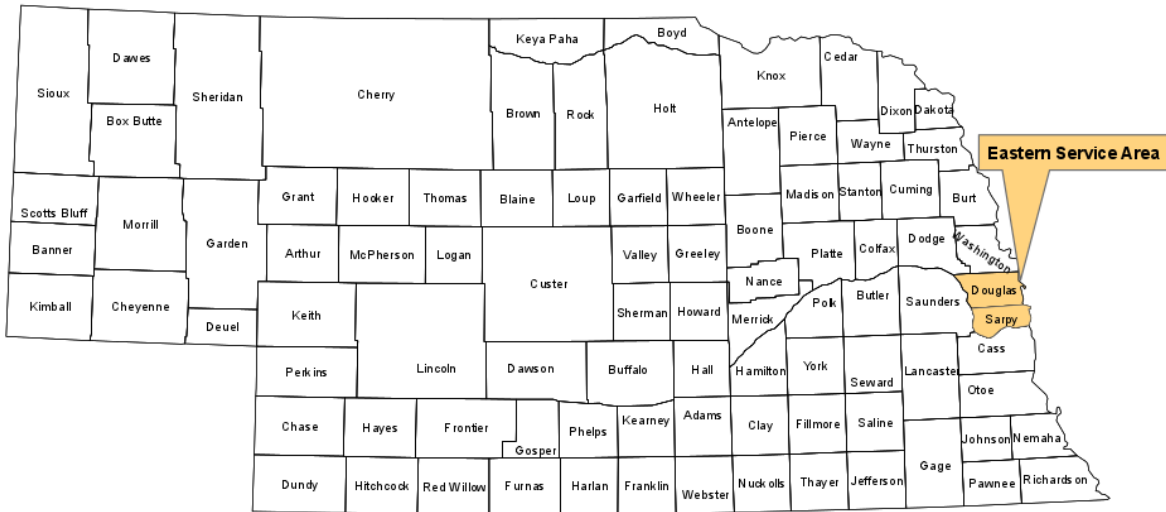 Keya Paha
Boyd
Dawes
Cedar
Knox
Sioux
Sheridan
Cherry
Holt
Brown
Rock
Dixon
Dakota
Box Butte
Antelope
Pierce
Wayne
Thurston
Eastern Service Area
Grant
Hooker
Thomas
Blaine
Loup
Garfield
Wheeler
Madison
Stanton
Cuming
Burt
Scotts Bluff
Morrill
Garden
Boone
Banner
Arthur
McPherson
Logan
Valley
Greeley
Platte
Colfax
Dodge
Washington
Custer
Nance
Douglas
Kimball
Cheyenne
Keith
Sherman
Howard
Merrick
Polk
Butler
Saunders
Sarpy
Deuel
Cass
Perkins
Lincoln
Dawson
Buffalo
Hall
Hamilton
York
Seward
Lancaster
Otoe
Chase
Hayes
Frontier
Gosper
Phelps
Kearney
Adams
Clay
Fillmore
Saline
Johnson
Nemaha
Gage
Dundy
Hitchcock
Red Willow
Furnas
Harlan
Franklin
Webster
Nuckolls
Thayer
Jefferson
Pawnee
Richardson